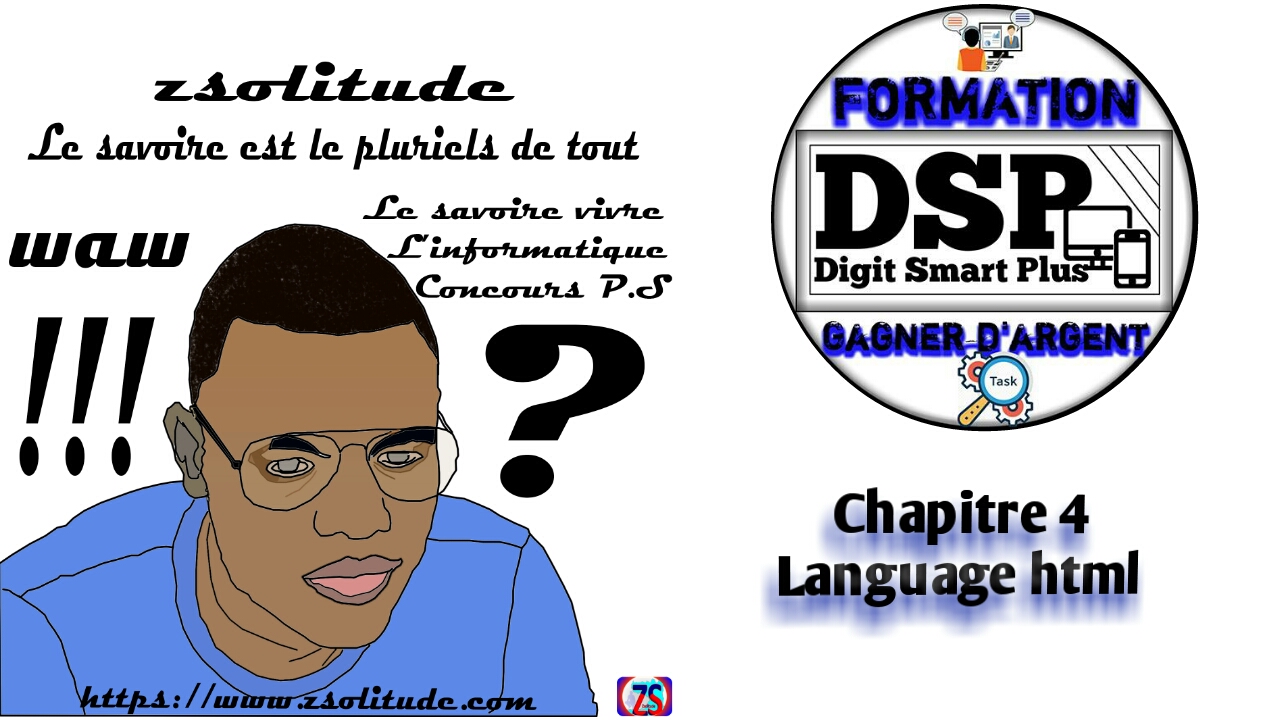 zsolitude
Le savoire est le pluriels de tout
Le savoire vivre
L'informatique
Concours P.S
waw
!!!
?
https://www.zsolitude.com
ZS
FORMATION
DSP
Digit Smart Plus
GAGNER D'ARGENT
Task
Chapitre 4
Language html